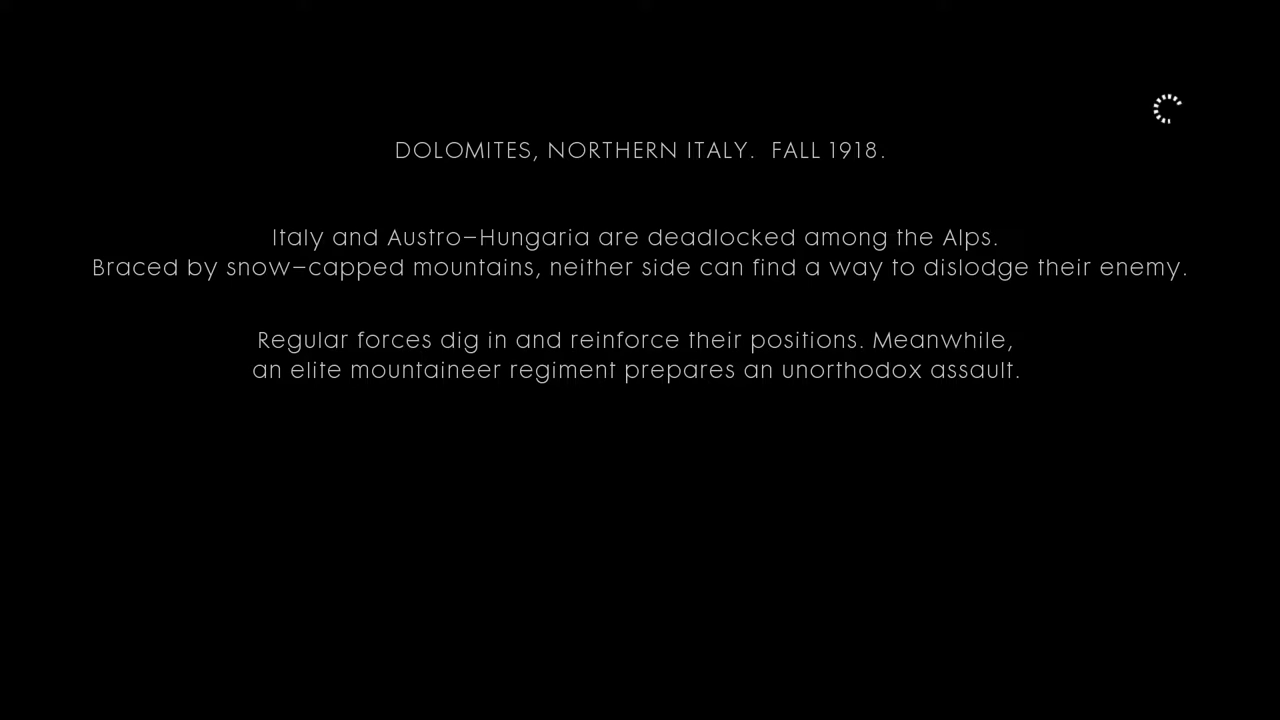 DOLOMITES, NORTHERN ITALY. FALL 1918.
Italy and Austro-Hungaria are deadlocked among the Alps.
Braced by snow-capped mountains, neither side can find a way to dislodge their enemy.
Regular forces dig in and reinforce their positions. Meanwhile,
an elite mountaineer regiment prepares an unorthodox assault.